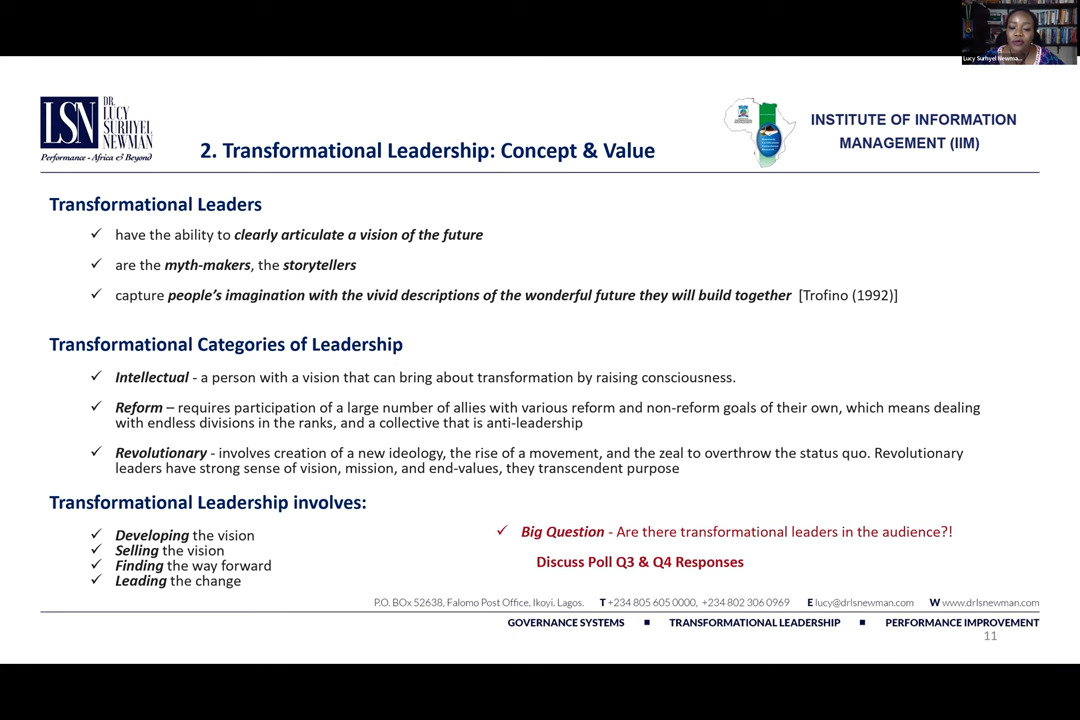 Lucy Surhyel Newma...
LSN
DR.
LUCY
SURHYEL
NEWMAN
Performance - Africa & Beyond
2. Transformational Leadership: Concept & Value
INSTITUTE OF INFORMATION
MANAGEMENT (IIM)
Transformational Leaders
✓ have the ability to clearly articulate a vision of the future
✓ are the myth-makers, the storytellers
✓ capture people's imagination with the vivid descriptions of the wonderful future they will build together [Trofino (1992)]
Transformational Categories of Leadership
✓ Intellectual - a person with a vision that can bring about transformation by raising consciousness.
✓ Reform – requires participation of a large number of allies with various reform and non-reform goals of their own, which means dealing
with endless divisions in the ranks, and a collective that is anti-leadership
✓ Revolutionary - involves creation of a new ideology, the rise of a movement, and the zeal to overthrow the status quo. Revolutionary
leaders have strong sense of vision, mission, and end-values, they transcendent purpose
Transformational Leadership involves:
✓ Developing the vision
✓ Selling the vision
✓ Finding the way forward
✓ Leading the change
✓ Big Question - Are there transformational leaders in the audience?!
Discuss Poll Q3 & Q4 Responses
P.O. BOx 52638, Falomo Post Office, Ikoyi. Lagos. T +234 805 605 0000, +234 802 306 0969 E lucy@drlsnewman.com W www.drlsnewman.com
GOVERNANCE SYSTEMS ■ TRANSFORMATIONAL LEADERSHIP ■ PERFORMANCE IMPROVEMENT
11